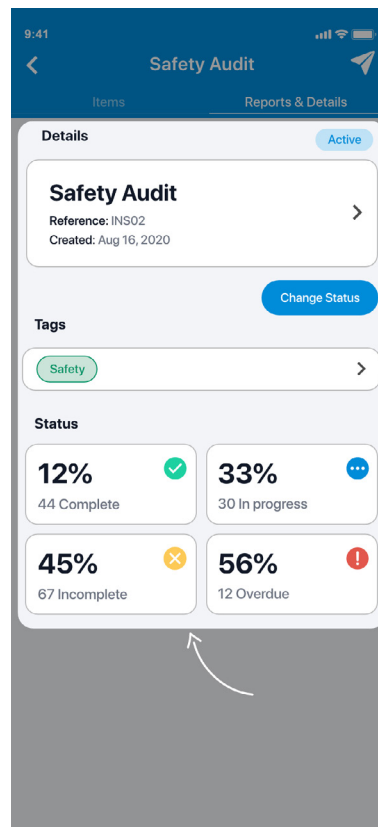 9:41
Safety Audit
Items
Reports & Details
Details
Active
Safety Audit
Reference: INS02
Created: Aug 16, 2020
Change Status
Tags
Safety
Status
12%
44 Complete
33%
30 In progress
45%
67 Incomplete
56%
12 Overdue